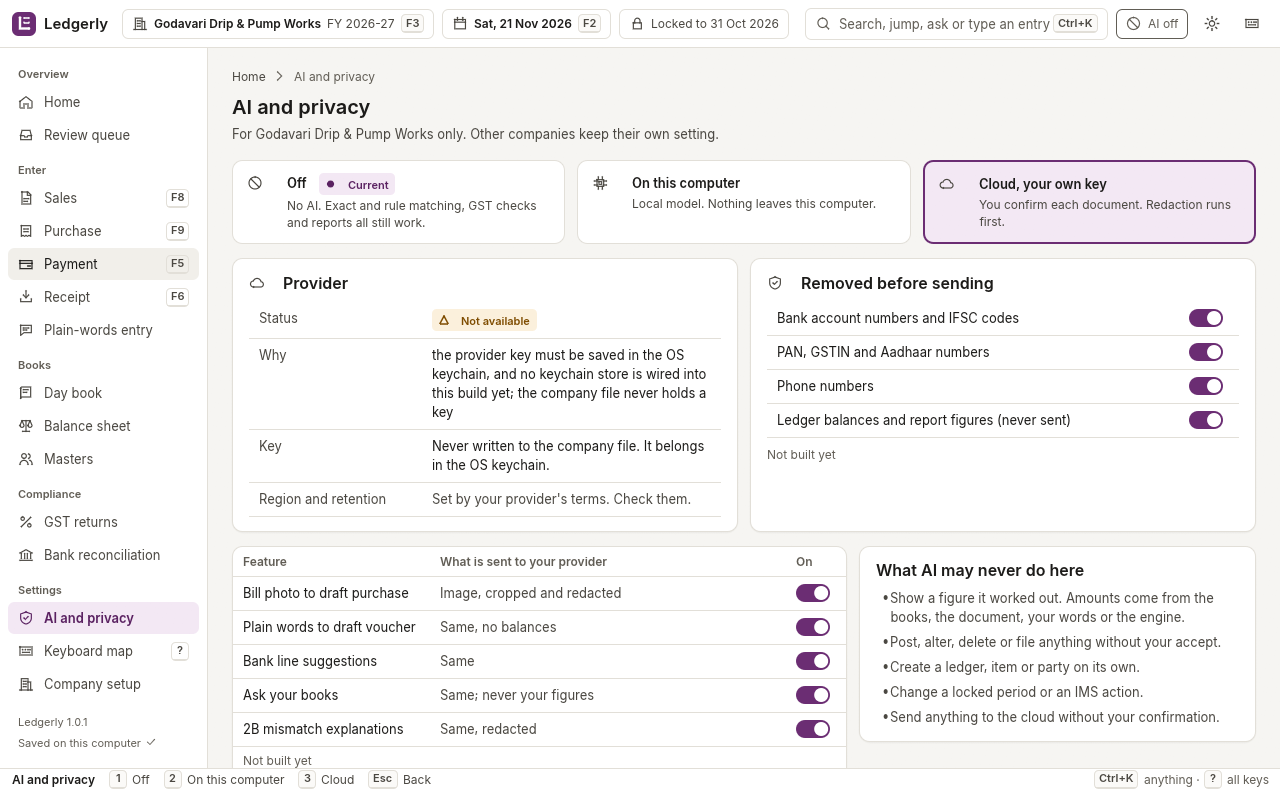 Ledgerly
Godavari Drip & Pump Works FY 2026-27 F3
Sat, 21 Nov 2026 F2
Locked to 31 Oct 2026
Search, jump, ask or type an entry Ctrl+K
AI off
Overview
Home
Review queue
Enter
Sales F8
Purchase F9
Payment F5
Receipt F6
Plain-words entry
Books
Day book
Balance sheet
Masters
Compliance
GST returns
Bank reconciliation
Settings
AI and privacy
Keyboard map ?
Company setup
Ledgerly 1.0.1
Saved on this computer
Home AI and privacy
AI and privacy
For Godavari Drip & Pump Works only. Other companies keep their own setting.
Off Current
No AI. Exact and rule matching, GST checks
and reports all still work.
On this computer
Local model. Nothing leaves this computer.
Cloud, your own key
You confirm each document. Redaction runs
first.
Provider
Status Not available
Why the provider key must be saved in the OS
keychain, and no keychain store is wired into
this build yet; the company file never holds a
key
Key Never written to the company file. It belongs
in the OS keychain.
Region and retention Set by your provider's terms. Check them.
Removed before sending
Bank account numbers and IFSC codes
PAN, GSTIN and Aadhaar numbers
Phone numbers
Ledger balances and report figures (never sent)
Not built yet
Feature What is sent to your provider On
Bill photo to draft purchase Image, cropped and redacted
Plain words to draft voucher Same, no balances
Bank line suggestions Same
Ask your books Same; never your figures
2B mismatch explanations Same, redacted
Not built yet
What AI may never do here
•Show a figure it worked out. Amounts come from the
books, the document, your words or the engine.
•Post, alter, delete or file anything without your accept.
•Create a ledger, item or party on its own.
•Change a locked period or an IMS action.
•Send anything to the cloud without your confirmation.
AI and privacy 1 Off 2 On this computer 3 Cloud Esc Back
Ctrl+K anything · ? all keys